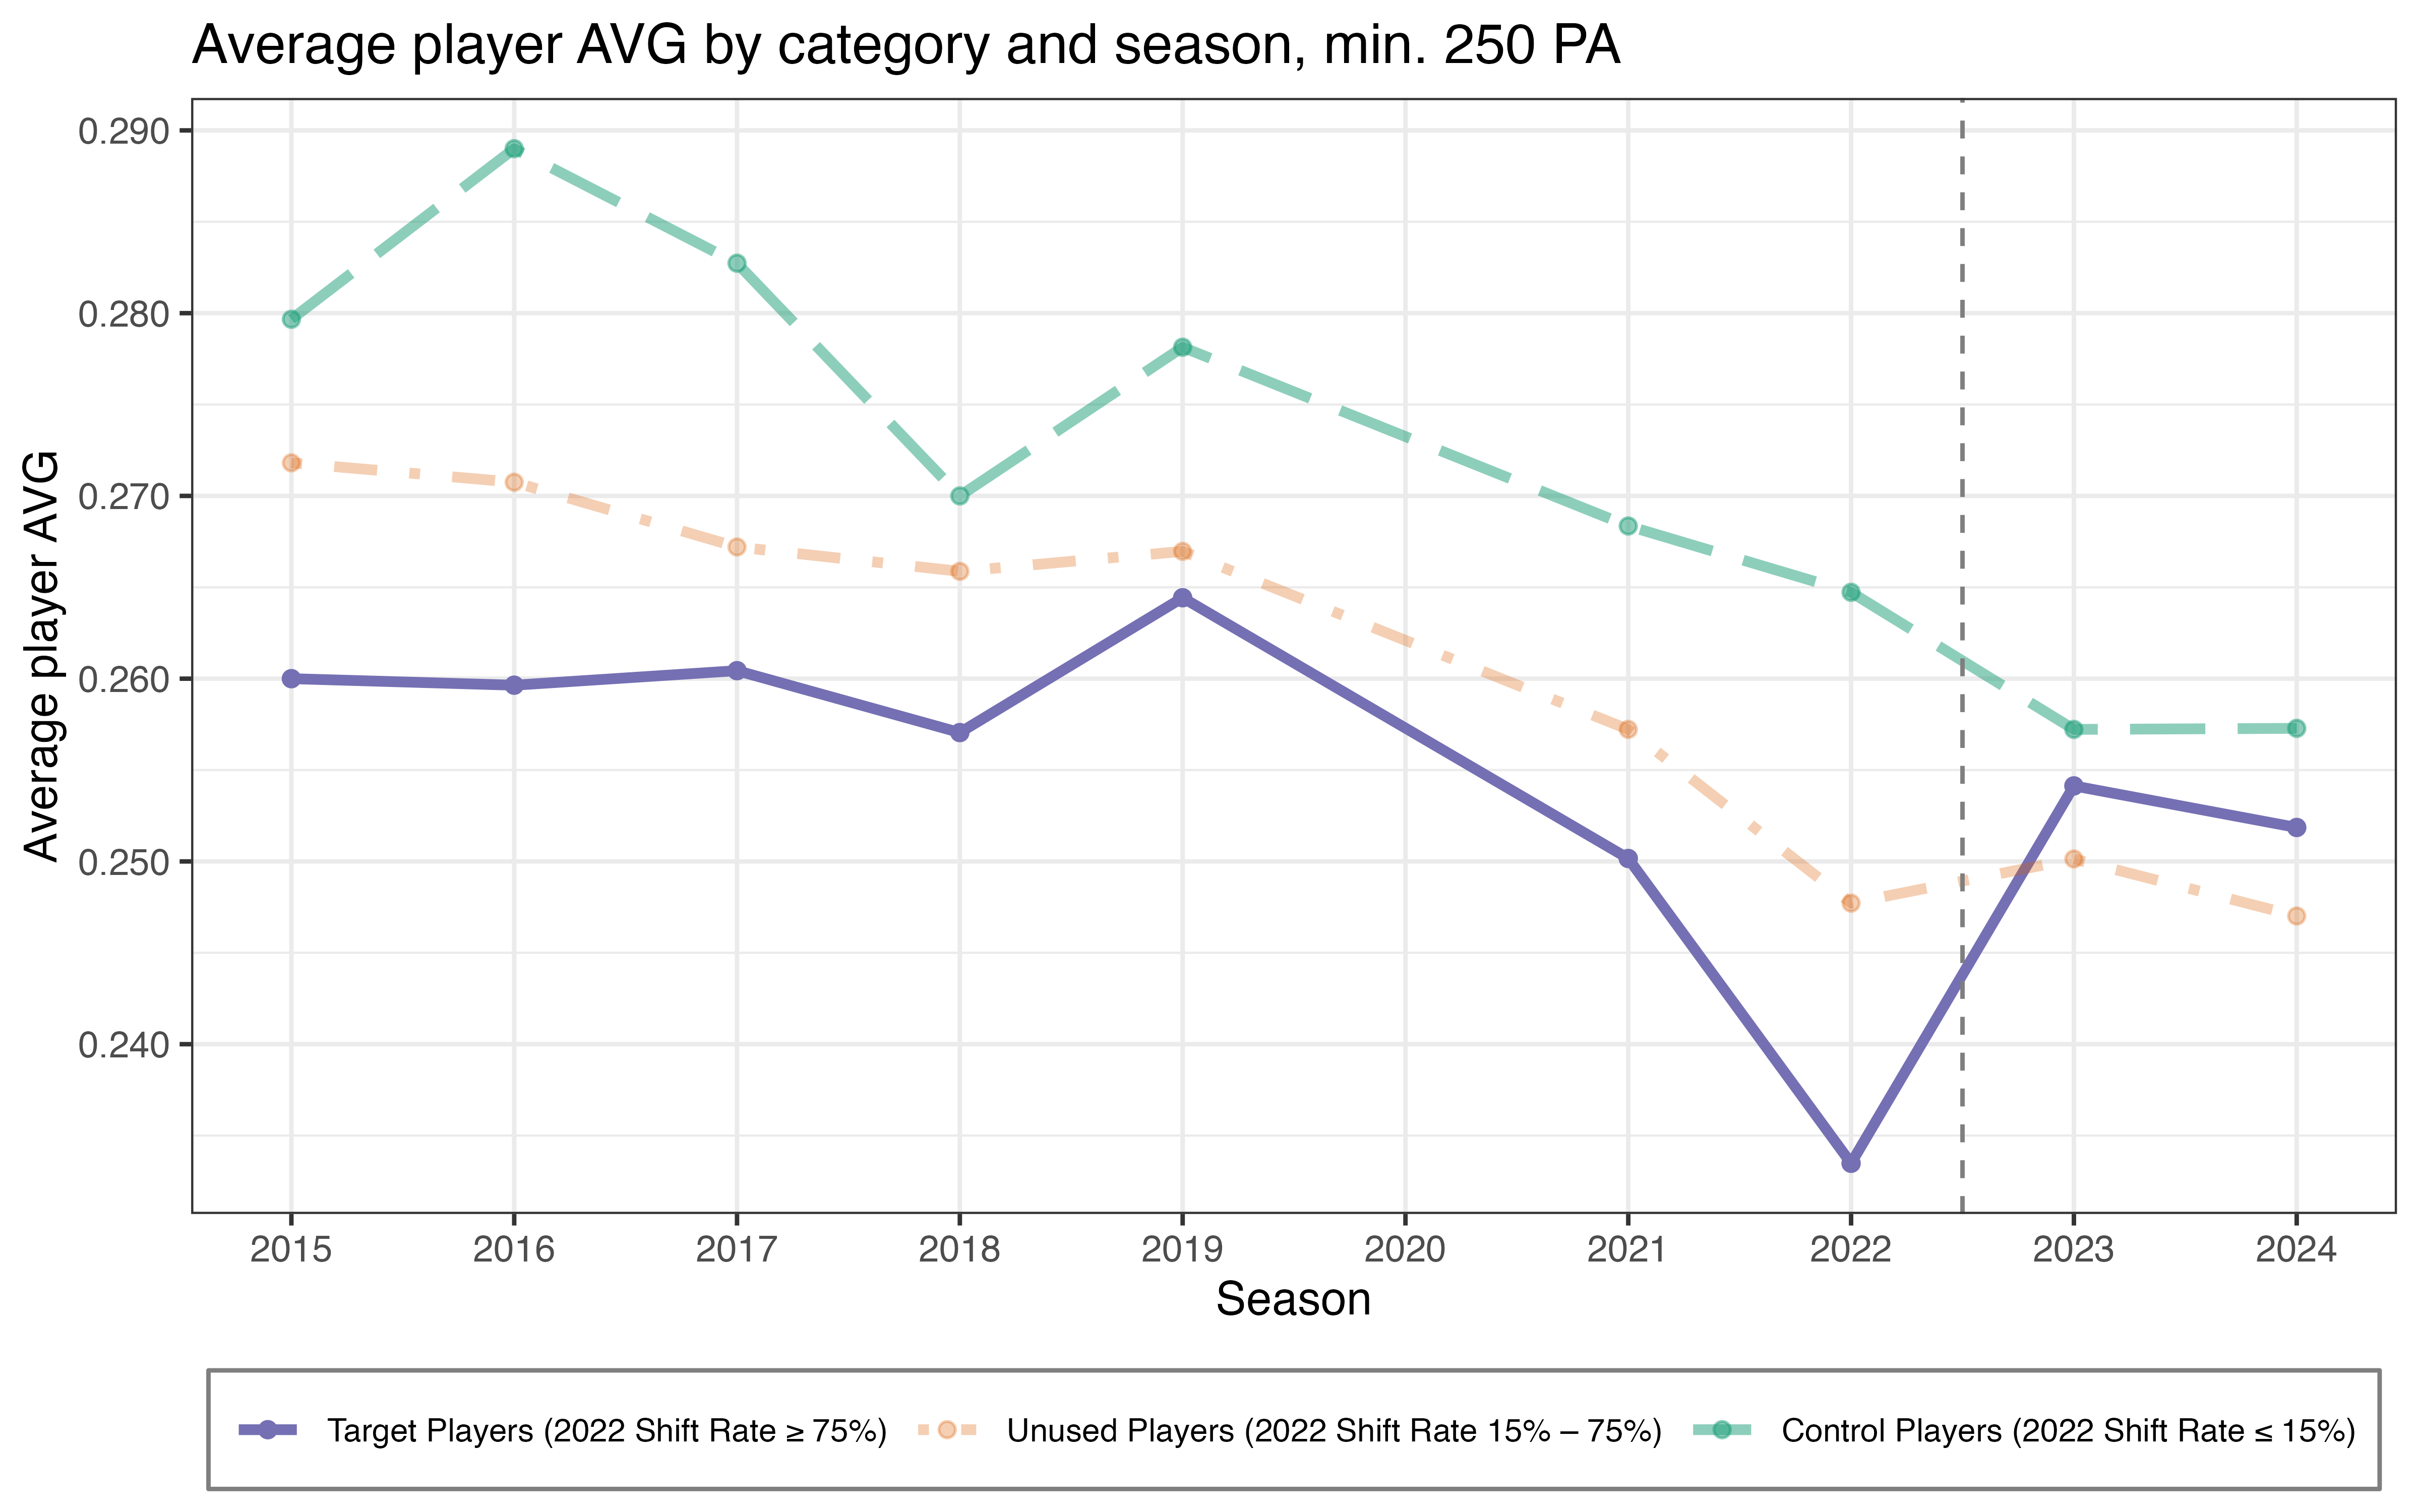 Average player AVG by category and season, min. 250 PA
Average player AVG
0.290
0.280
0.270
0.260
0.250
0.240
2015 2016 2017 2018 2019 2020 2021 2022 2023 2024
Season
Target Players (2022 Shift Rate ≥ 75%) Unused Players (2022 Shift Rate 15% – 75%) Control Players (2022 Shift Rate ≤ 15%)